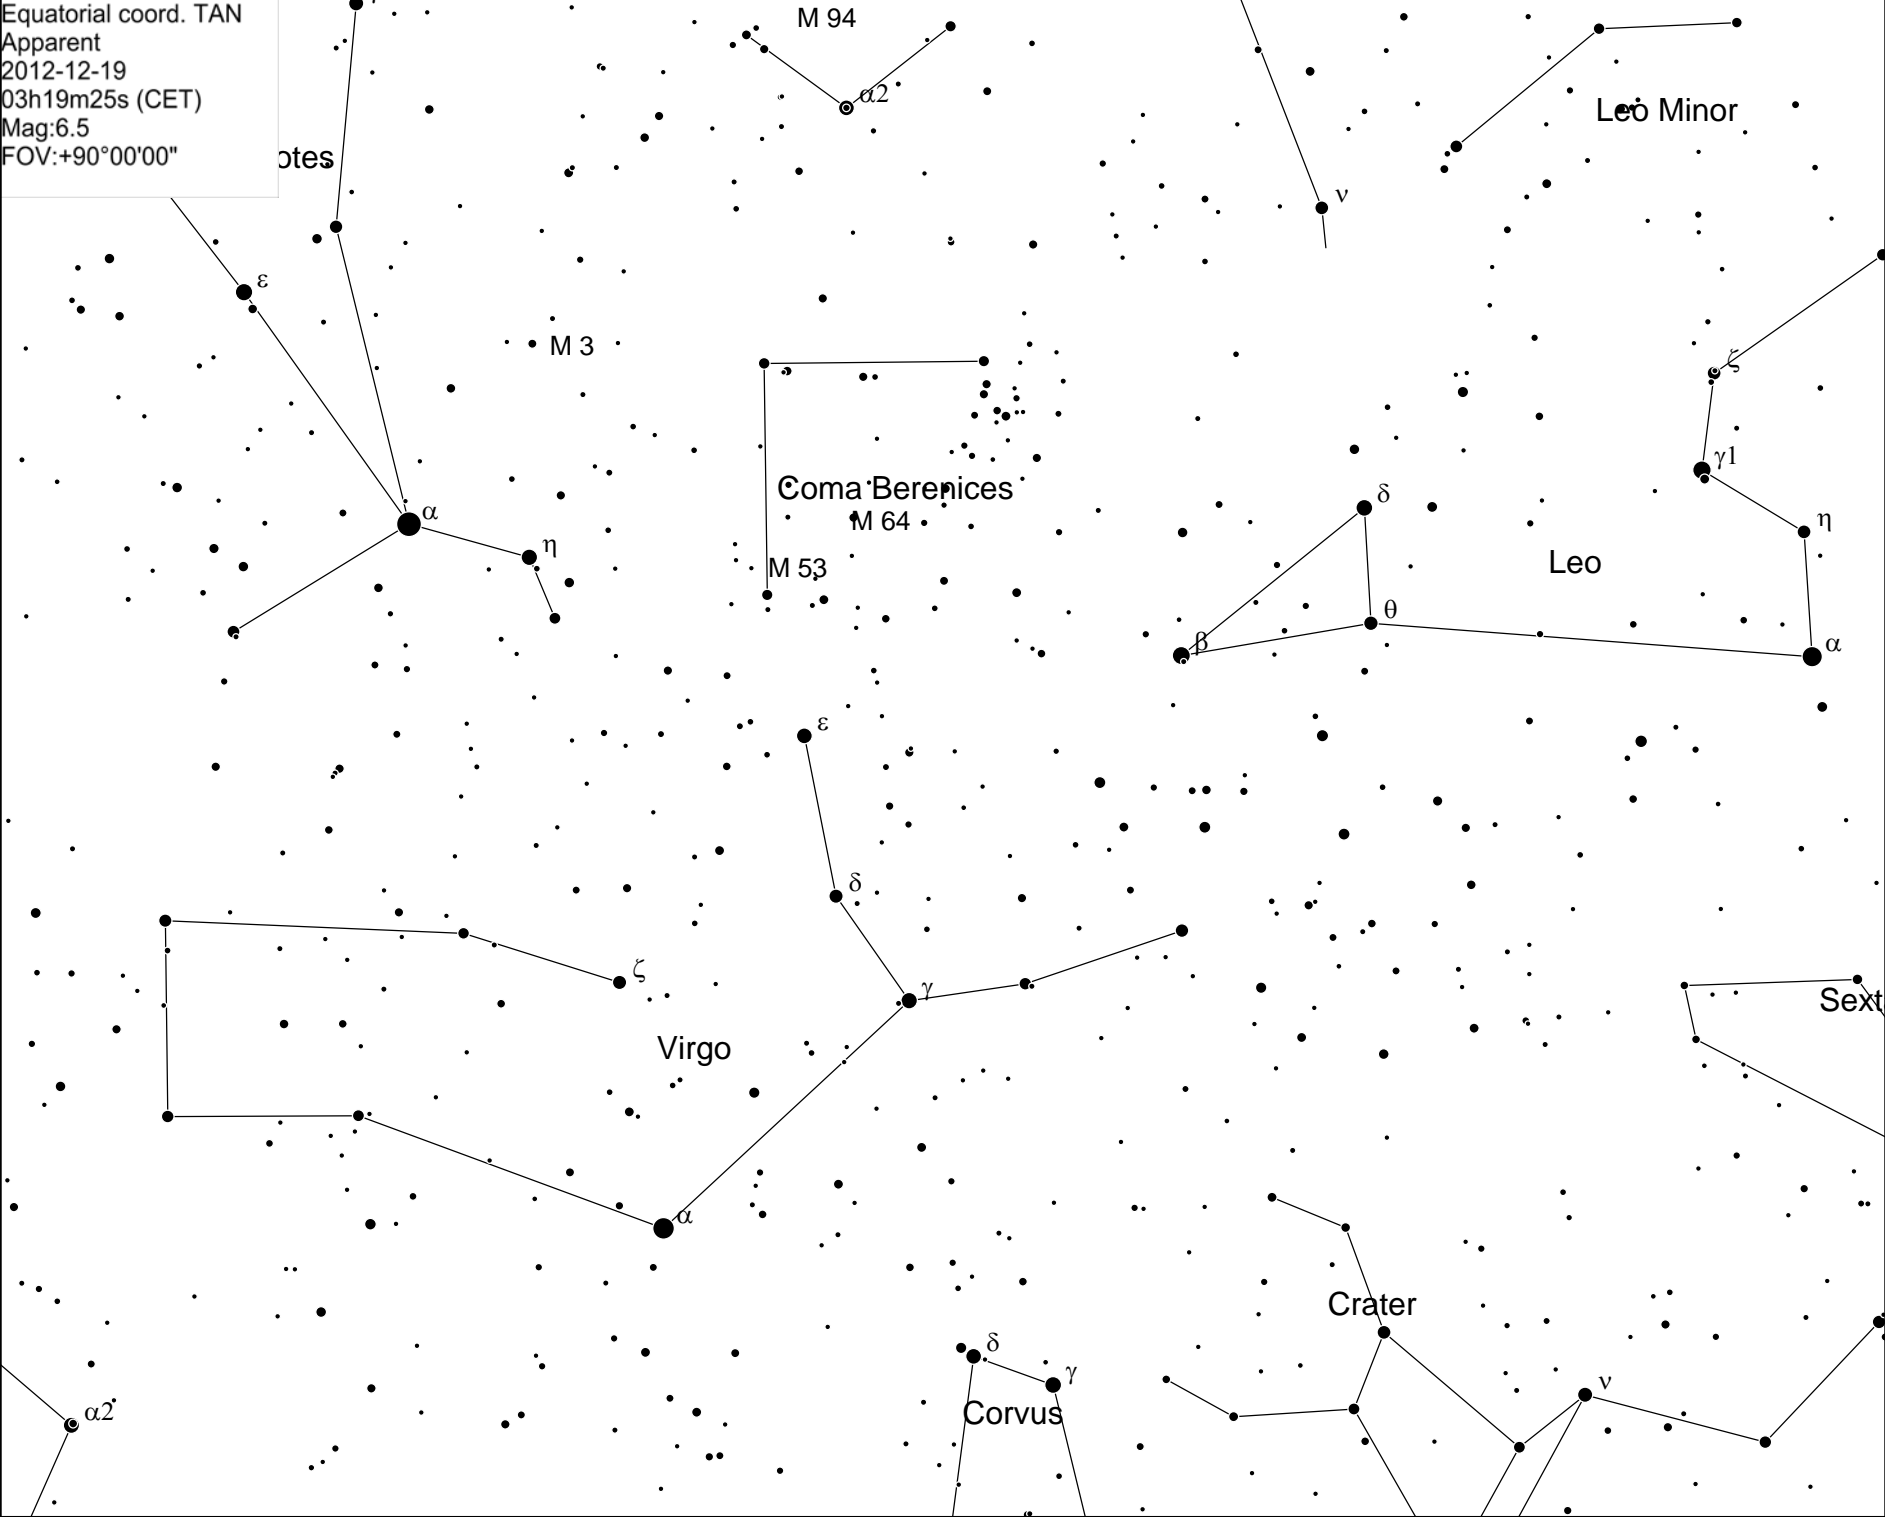 Equatorial coord. TAN
Apparent
2012-12-19
03h19m25s (CET)
Mag:6.5
FOV:+90°00'00"
M 94
α2
Leo Minor
otes
ν
ε
M 3
ζ
γ1
Coma Berenices
δ
α
M 64
η
η
M 53
Leo
θ
β
α
ε
δ
ζ
γ
Sext
Virgo
α
Crater
δ
γ
ν
α2
Corvus